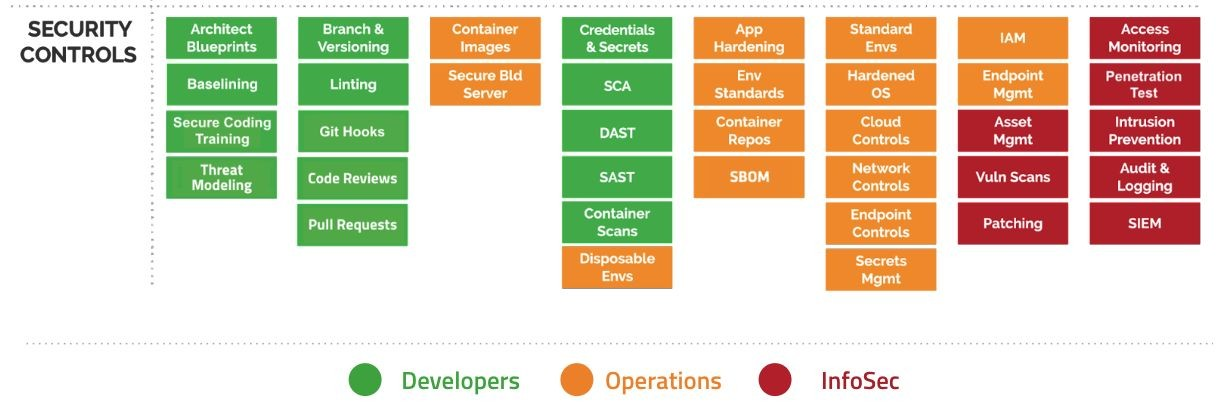 SECURITY
CONTROLS
Architect
Blueprints
Baselining
Secure Coding
Training
Threat
Modeling
Branch &
Versioning
Linting
Git Hooks
Code Reviews
Pull Requests
Container
Images
Secure Bld
Server
Credentials
& Secrets
SCA
DAST
SAST
Container
Scans
Disposable
Envs
App
Hardening
Env
Standards
Container
Repos
SBOM
Standard
Envs
Hardened
OS
Cloud
Controls
Network
Controls
Endpoint
Controls
Secrets
Mgmt
IAM
Endpoint
Mgmt
Asset
Mgmt
Vuln Scans
Patching
Access
Monitoring
Penetration
Test
Intrusion
Prevention
Audit &
Logging
SIEM
Developers
Operations
InfoSec